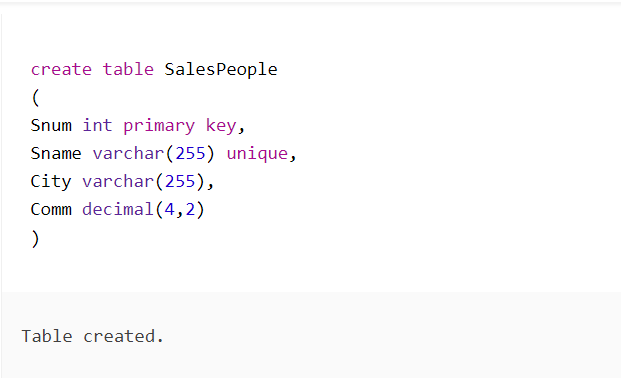 create table SalesPeople
(
Snum int primary key,
Sname varchar(255) unique,
City varchar(255),
Comm decimal(4,2)
)
Table created.